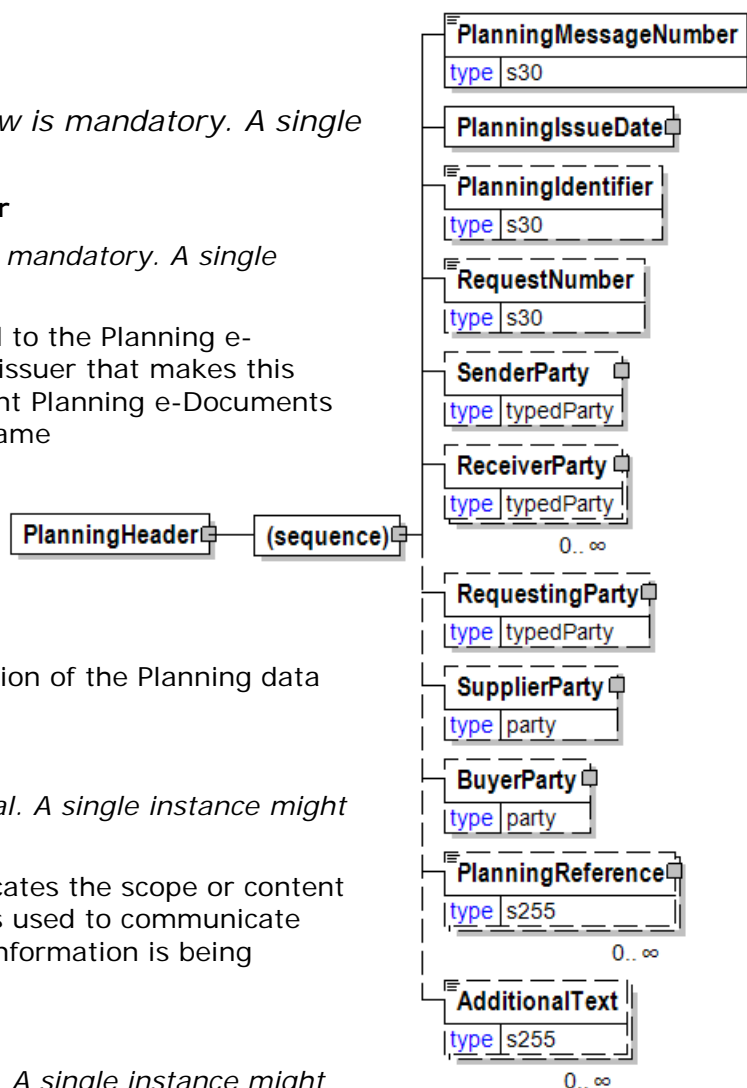 w is mandatory. A single
r
mandatory. A single
l to the Planning e-
issuer that makes this
nt Planning e-Documents
ame
tion of the Planning data
al. A single instance might
cates the scope or content
s used to communicate
nformation is being
. A single instance might
PlanningHeader
(sequence)
PlanningMessageNumber
type s30
PlanningIssueDate
PlanningIdentifier
type s30
RequestNumber
type s30
SenderParty
type typedParty
ReceiverParty
type typedParty
0.. ∞
RequestingParty
type typedParty
SupplierParty
type party
BuyerParty
type party
PlanningReference
type s255
0.. ∞
AdditionalText
type s255
0.. ∞